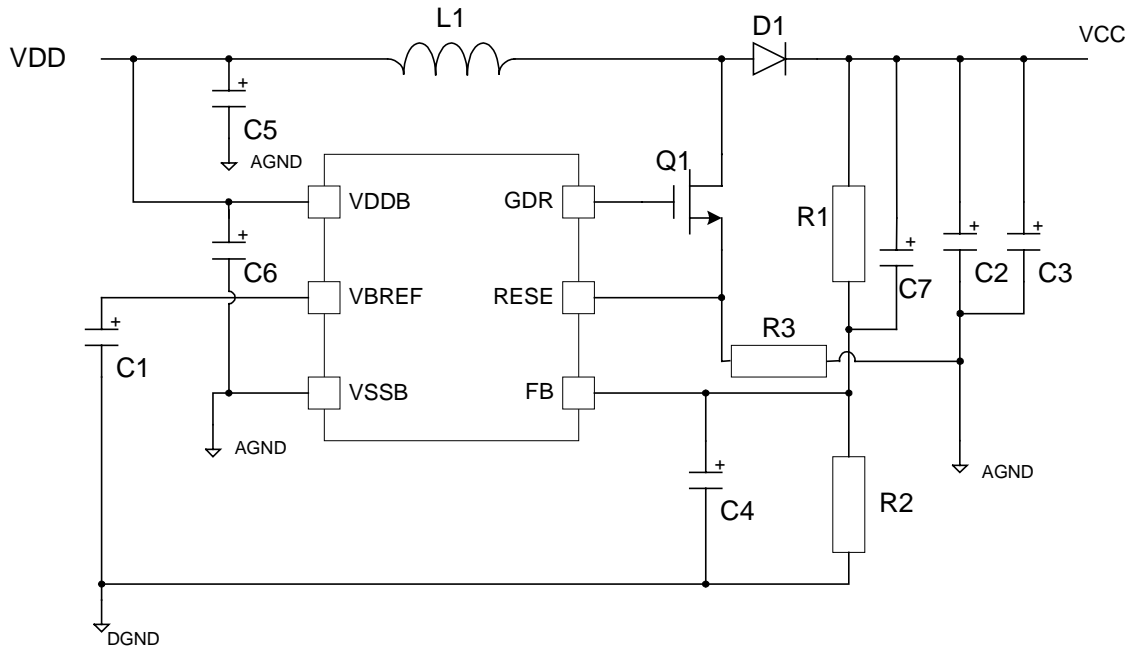 L1
D1
VCC
VDD
+
+
+
+
C5
AGND
Q1
VDDB
GDR
R1
+
C6
C7
C2
C3
VBREF
RESE
+
C1
R3
VSSB
FB
AGND
+
C4
R2
AGND
DGND